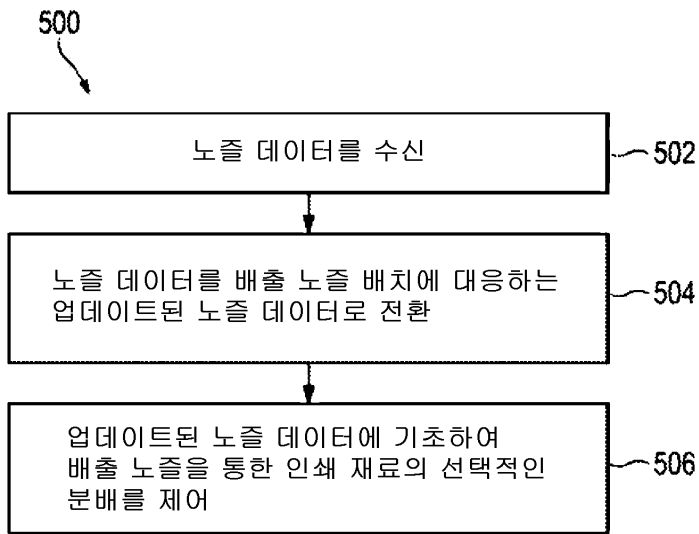 500
노즐 데이터를 수신
502
노즐 데이터를 배출 노즐 배치에 대응하는
업데이트된 노즐 데이터로 전환
504
업데이트된 노즐 데이터에 기초하여
배출 노즐을 통한 인쇄 재료의 선택적인
분배를 제어
506